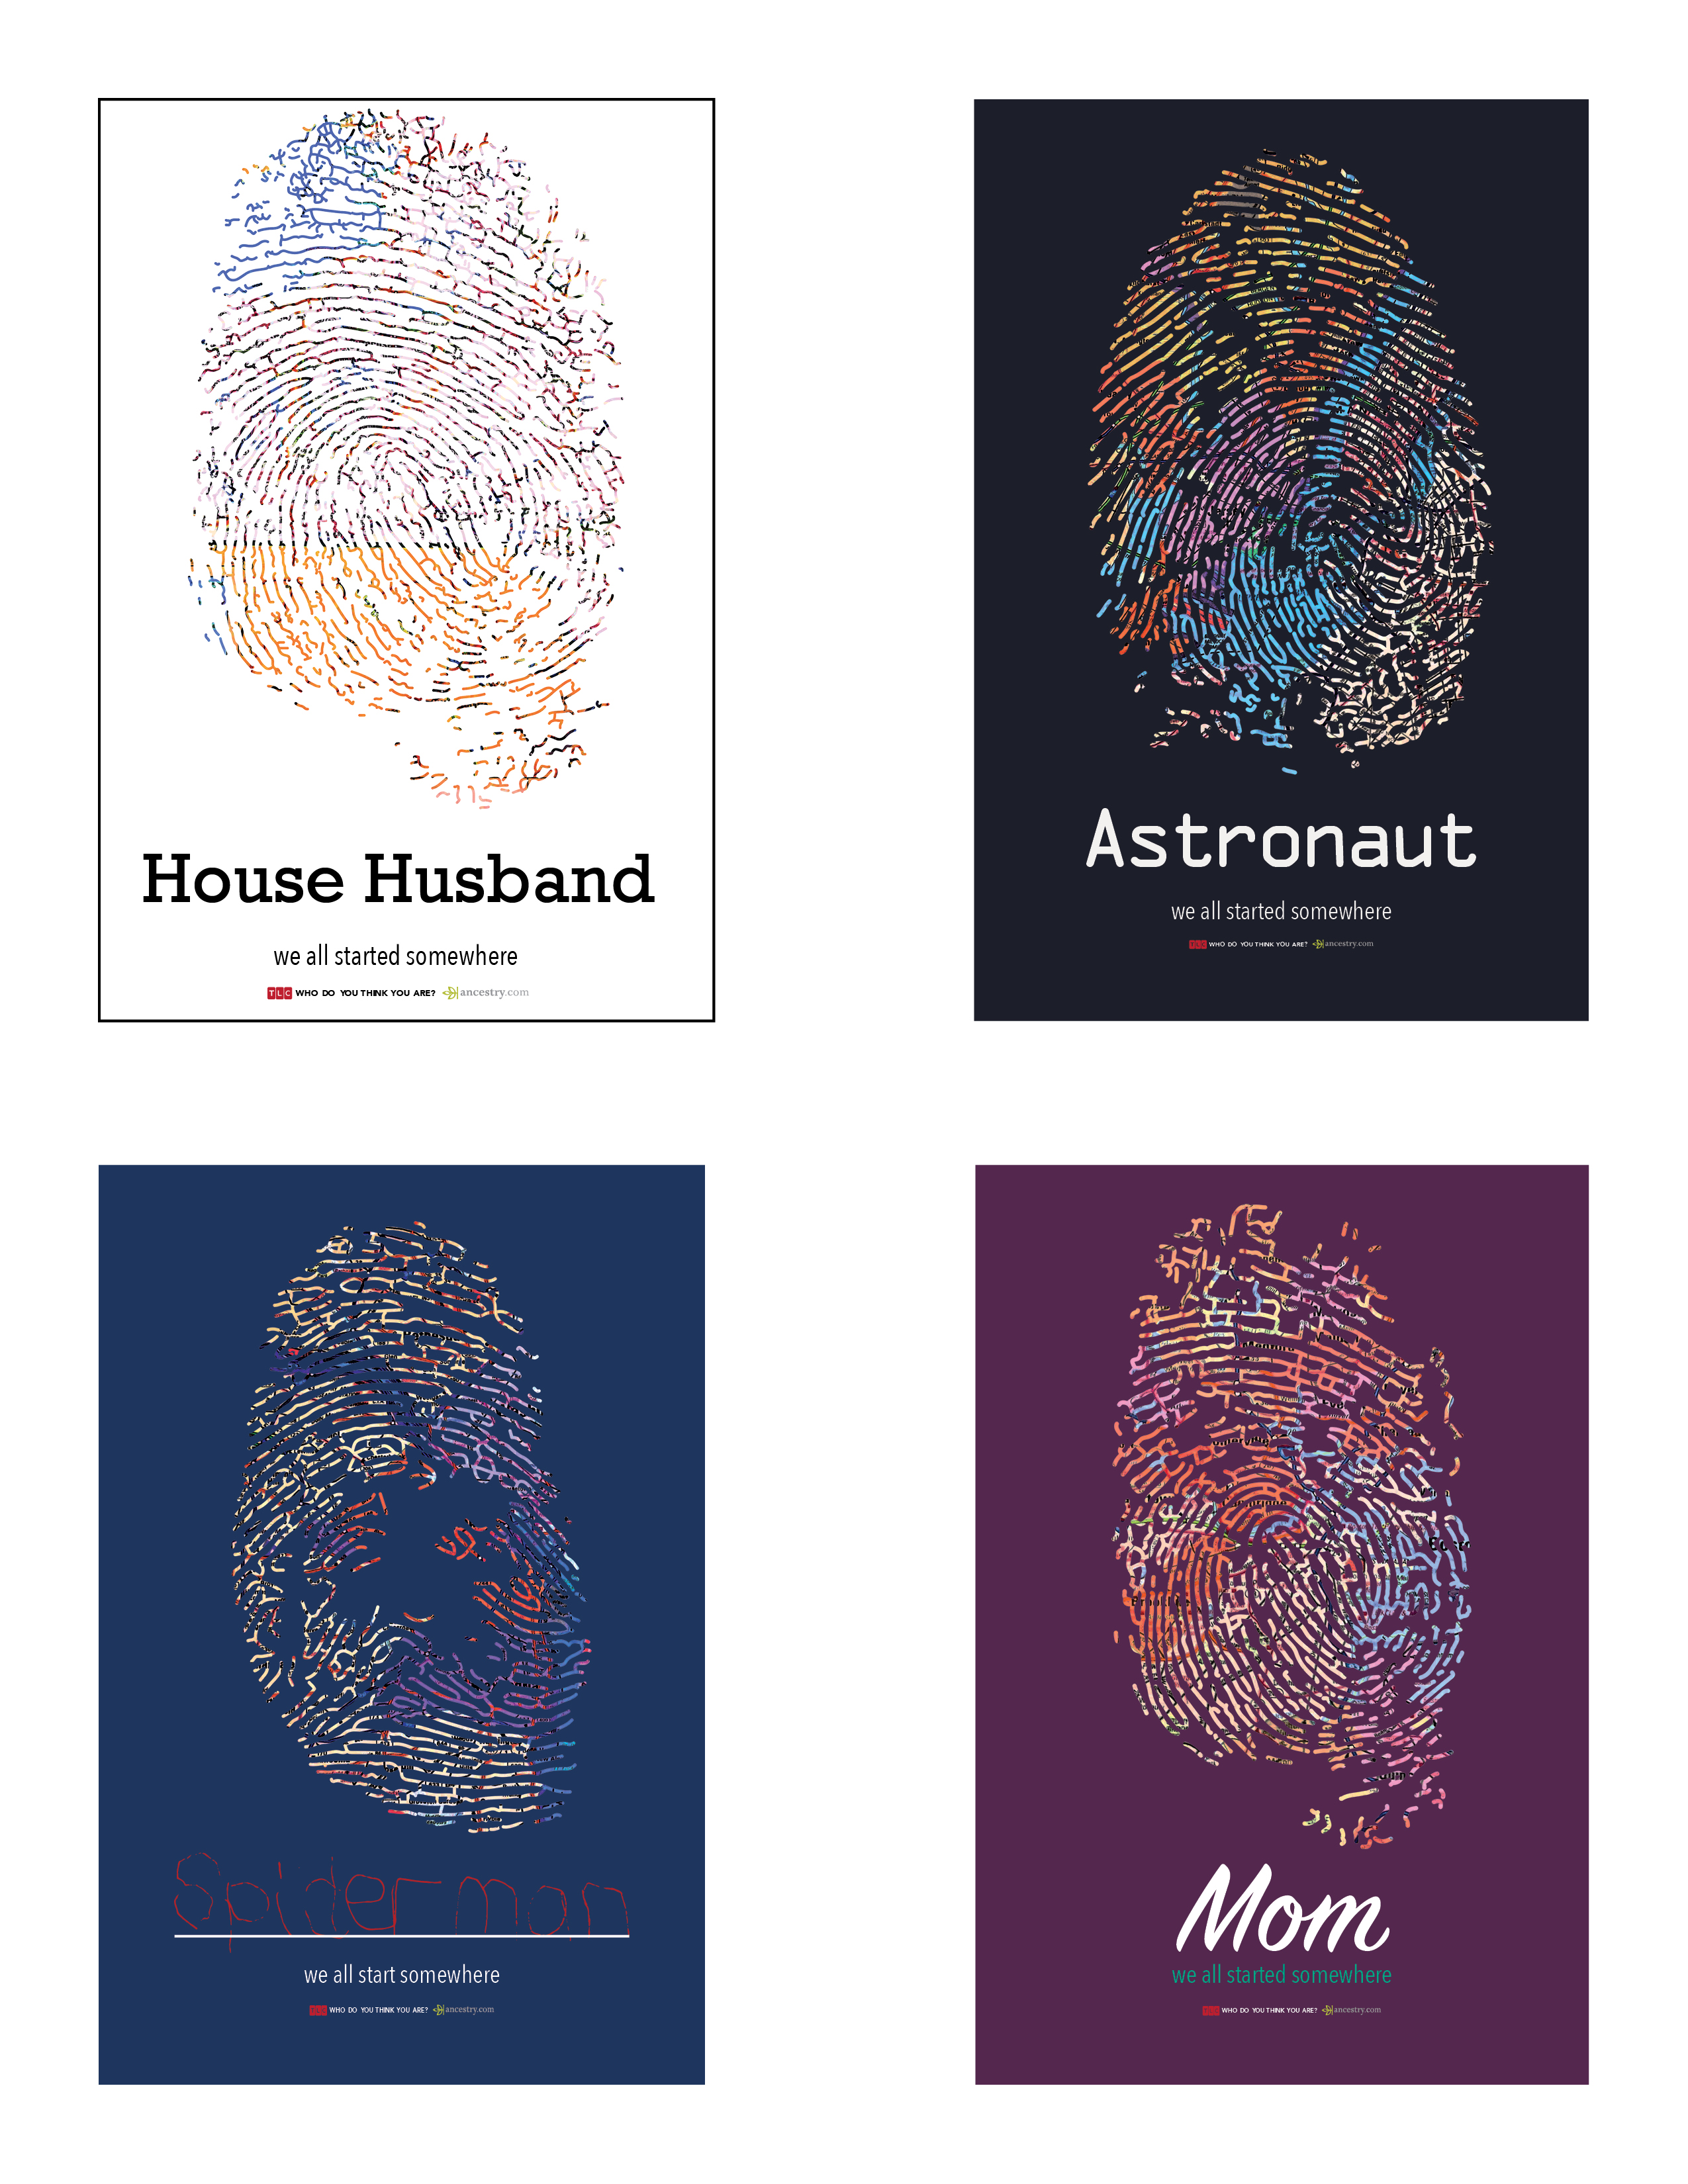 House Husband
we all started somewhere
TLC WHO DO YOU THINK YOU ARE? ancestry.com
Astronaut
we all started somewhere
TLC WHO DO YOU THINK YOU ARE? ancestry.com
Spiderman
we all start somewhere
TLC WHO DO YOU THINK YOU ARE? ancestry.com
Mom
we all started somewhere
TLC WHO DO YOU THINK YOU ARE? ancestry.com